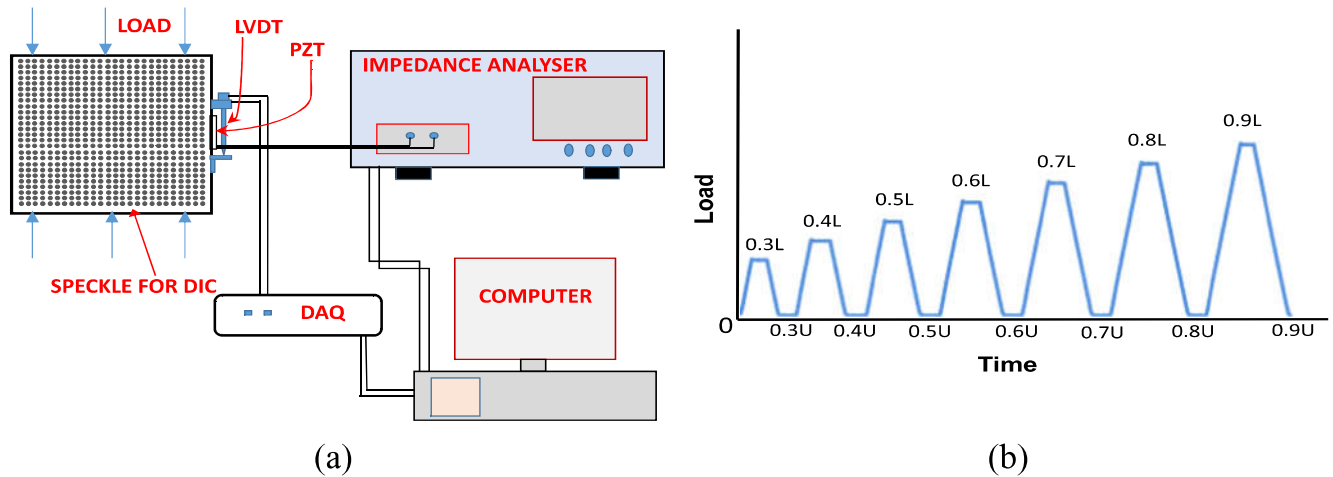 LOAD
LVDT
PZT
IMPEDANCE ANALYSER
SPECKLE FOR DIC
DAQ
COMPUTER
(a)
Load
0.3L
0.4L
0.5L
0.6L
0.7L
0.8L
0.9L
0
0.3U
0.4U
0.5U
0.6U
0.7U
0.8U
0.9U
Time
(b)